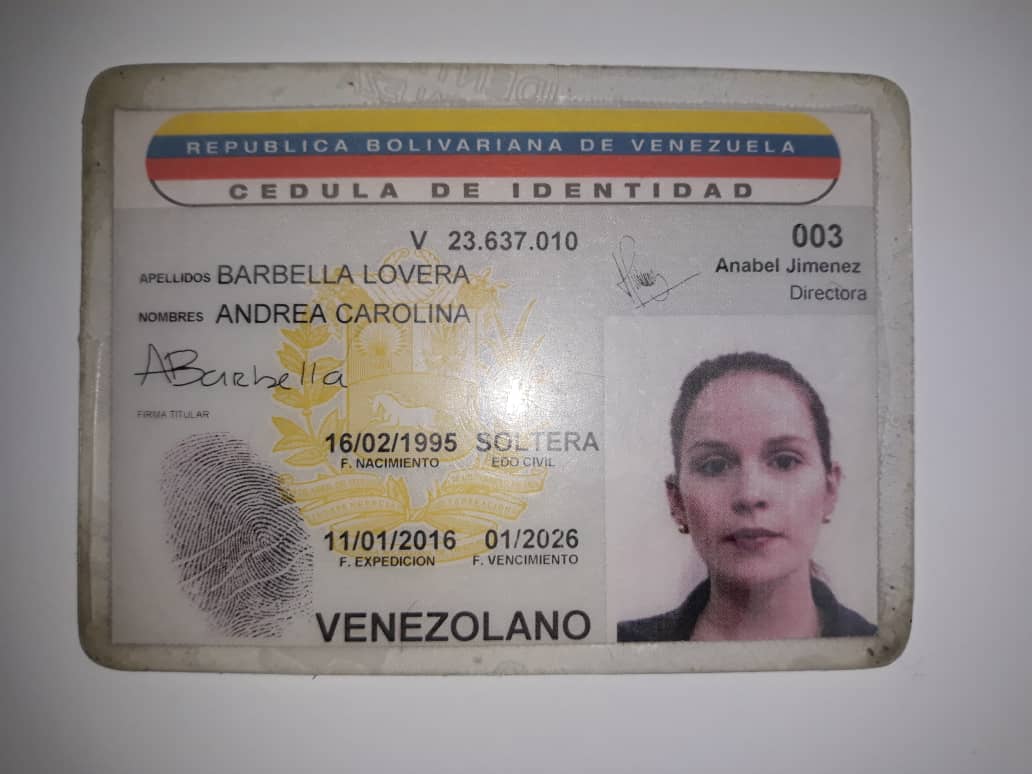 REPUBLICA BOLIVARIANA DE VENEZUELA
CEDULA DE IDENTIDAD
V 23.637.010
003
APELLIDOS BARBELLA LOVERA
Anabel Jimenez
Directora
NOMBRES ANDREA CAROLINA
ABarbella
FIRMA TITULAR
16/02/1995 SOLTERA
F. NACIMIENTO EDO CIVIL
11/01/2016 01/2026
F. EXPEDICION F. VENCIMIENTO
VENEZOLANO